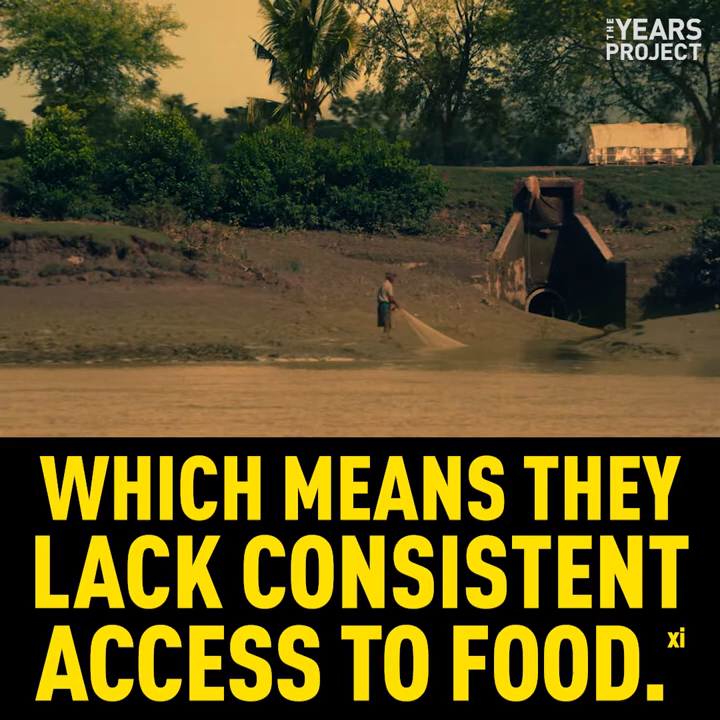 THE YEARS
PROJECT
WHICH MEANS THEY
LACK CONSISTENT
ACCESS TO FOOD.xi